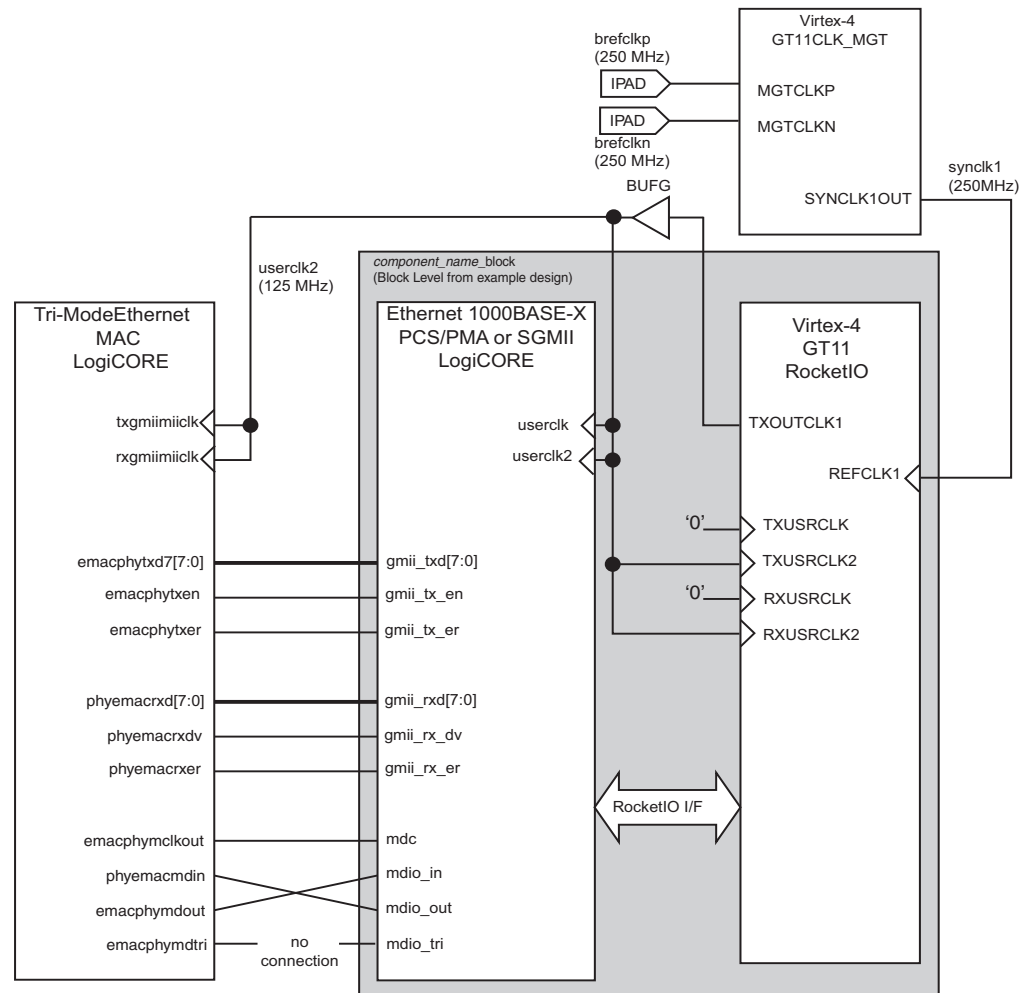 Virtex-4
GT11CLK_MGT
brefclkp
(250 MHz)
IPAD
MGTCLKP
IPAD
MGTCLKN
brefclkn
(250 MHz)
BUFG
synclk1
(250MHz)
SYNCLK1OUT
userclk2
(125 MHz)
component_name_block
(Block Level from example design)
Tri-ModeEthernet
MAC
LogiCORE
Ethernet 1000BASE-X
PCS/PMA or SGMII
LogiCORE
Virtex-4
GT11
RocketIO
txgmiimiiclk
userclk
TXOUTCLK1
rxgmiimiiclk
userclk2
REFCLK1
‘0’
TXUSRCLK
emacphytxd7[7:0]
gmii_txd[7:0]
TXUSRCLK2
emacphytxen
gmii_tx_en
‘0’
RXUSRCLK
emacphytxer
gmii_tx_er
RXUSRCLK2
phyemacrxd[7:0]
gmii_rxd[7:0]
phyemacrxdv
gmii_rx_dv
phyemacrxer
gmii_rx_er
RocketIO I/F
emacphymclkout
mdc
phyemacmdin
mdio_in
emacphymdout
mdio_out
emacphymdtri
no
connection
mdio_tri